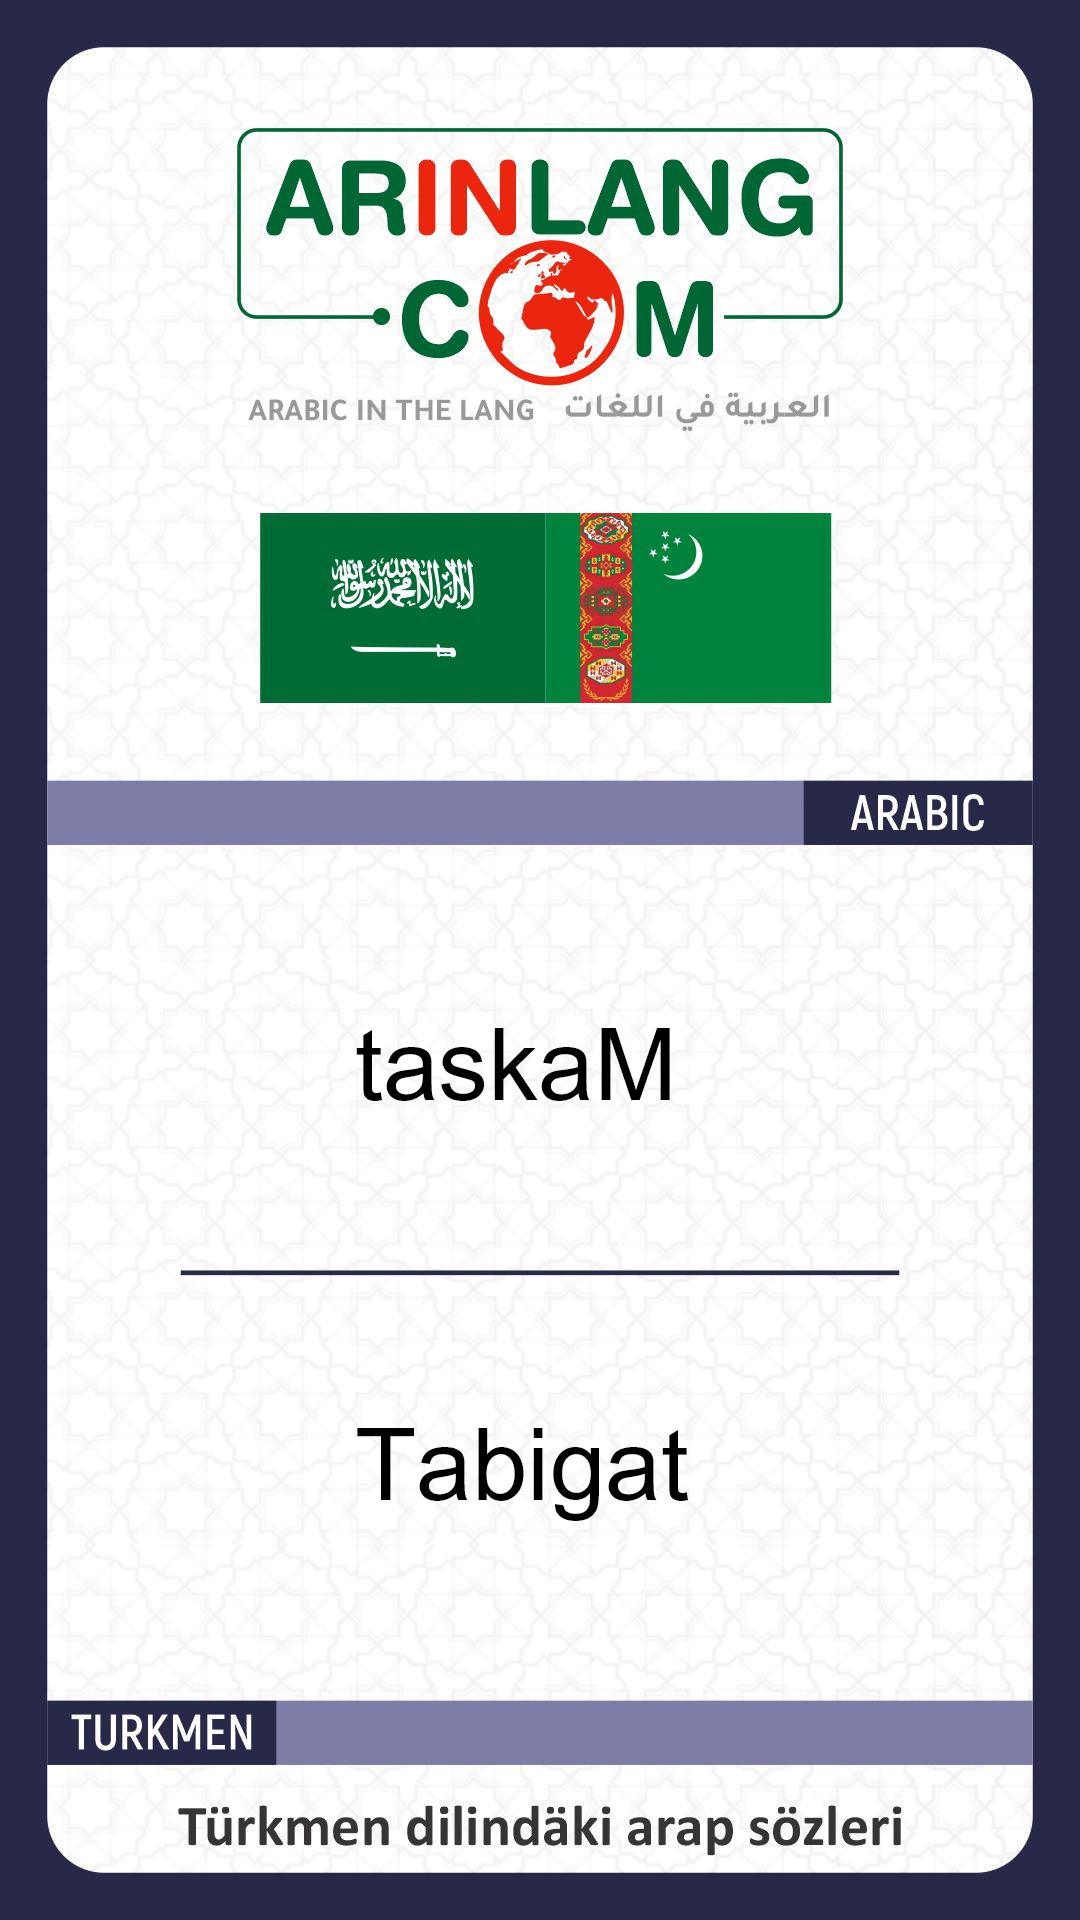 ARINLANG
.COM
ARABIC IN THE LANG العربية في اللغات
لا إله إلا الله محمد رسول الله
ARABIC
taskaM
Tabigat
TURKMEN
Türkmen dilindäki arap sözleri